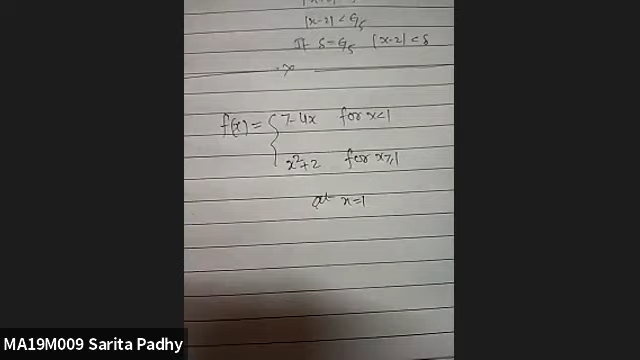 |x-2| < ε/5
If δ = ε/5 |x-2| < δ
f(x) = { 7-4x for x<1
x²+2 for x≥1
at x=1
MA19M009 Sarita Padhy